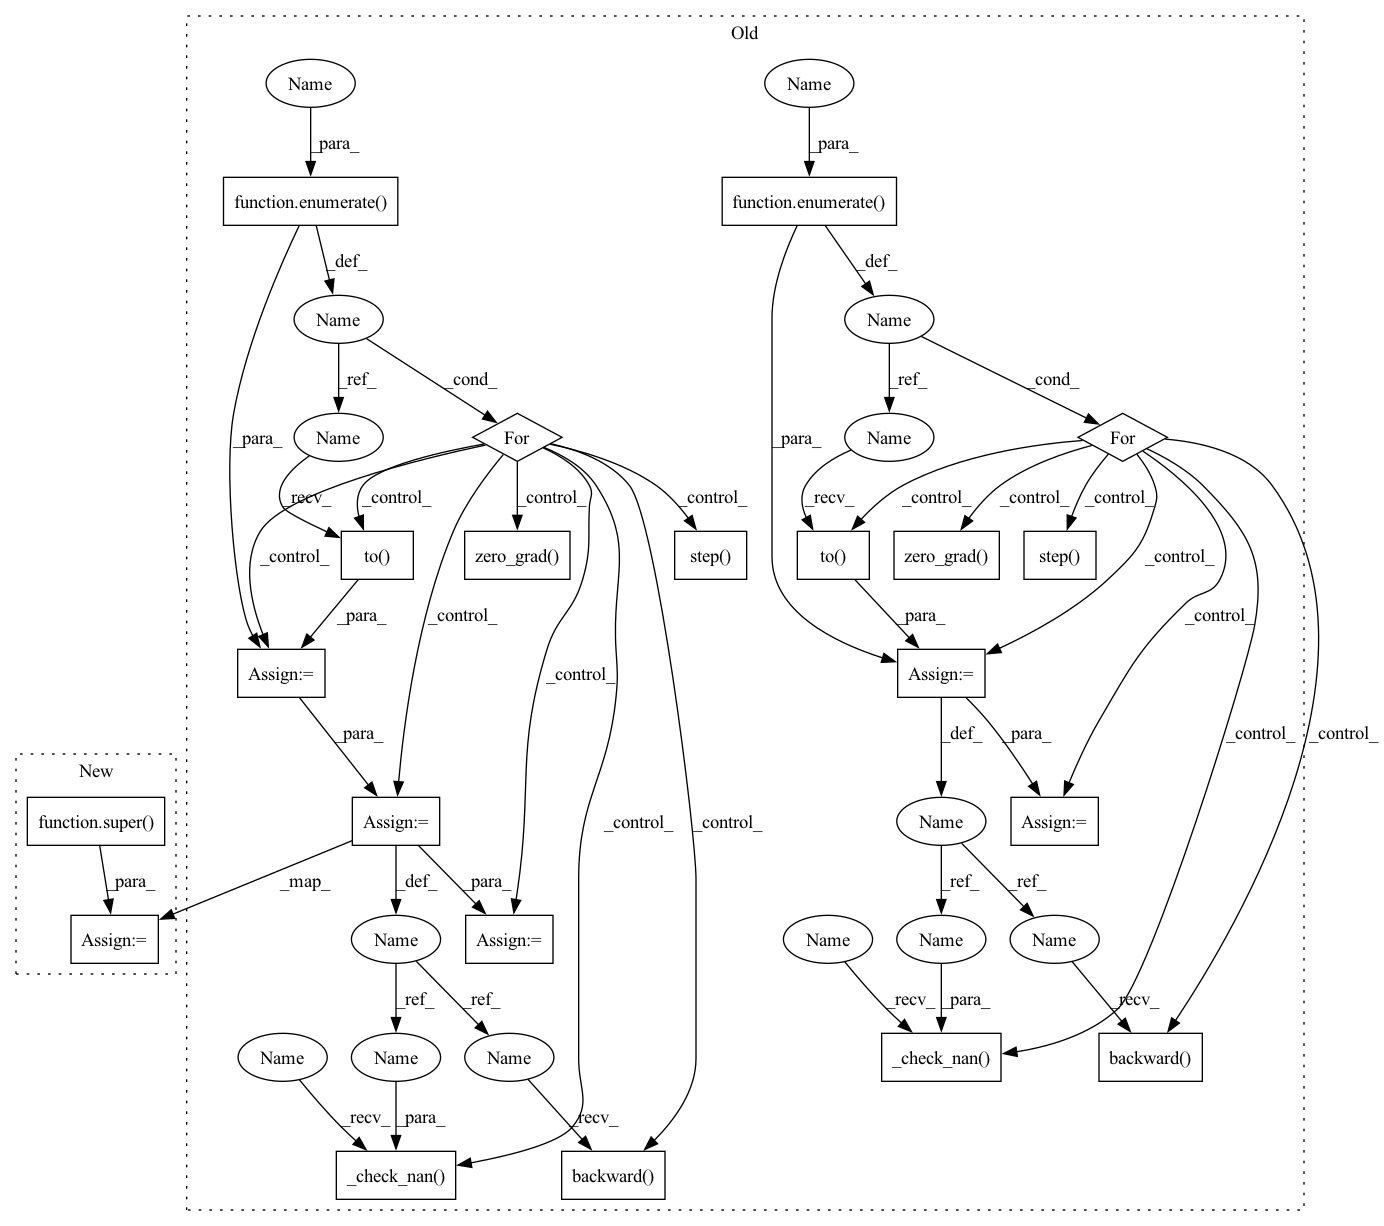 Old
Name
Name
_para_
_para_
function.enumerate()
function.enumerate()
_def_
_def_
Name
Name
_ref_
_cond_
_ref_
_cond_
_para_
Name
For
_para_
Name
For
_recv_
_control_
_control_
_control_
_recv_
_control_
_control_
_control_
_control_
to()
zero_grad()
step()
to()
zero_grad()
step()
_control_
_para_
_control_
_para_
_control_
Assign:=
_control_
Assign:=
_para_
_def_
_para_
_control_
_control_
New
function.super()
Assign:=
_control_
_control_
Name
Assign:=
_para_
_map_
_def_
_para_
_ref_
_ref_
Assign:=
Name
Assign:=
Name
Name
Name
_ref_
_ref_
_recv_
_para_
_recv_
Name
Name
Name
_check_nan()
backward()
_recv_
_para_
_recv_
_check_nan()
backward()